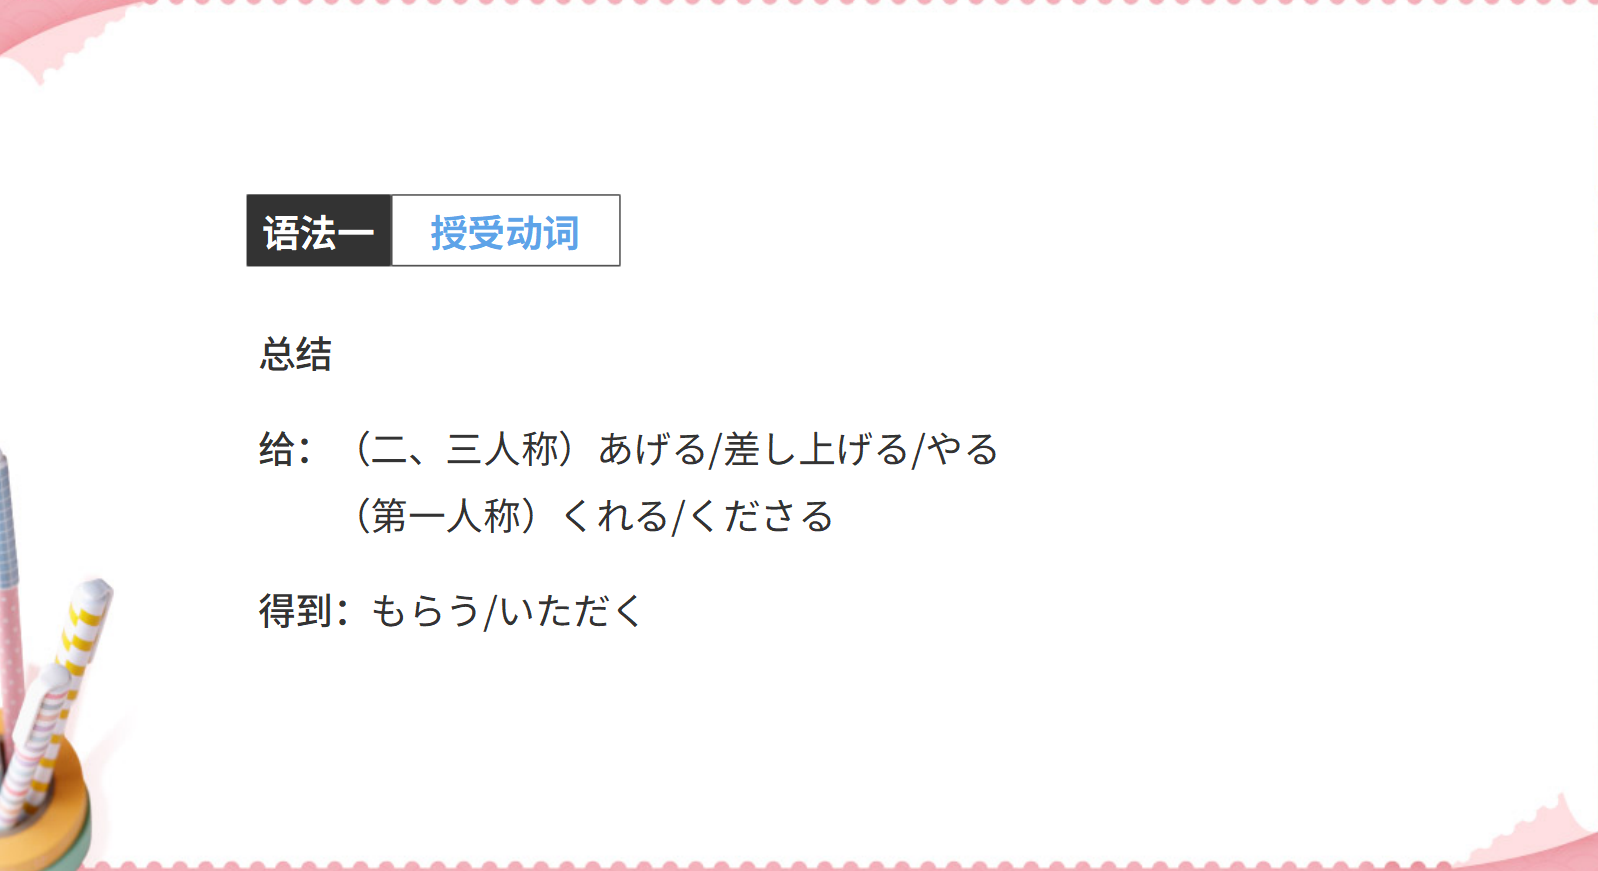 语法一 授受动词
总结
给：（二、三人称）あげる/差し上げる/やる
（第一人称）くれる/くださる
得到：もらう/いただく